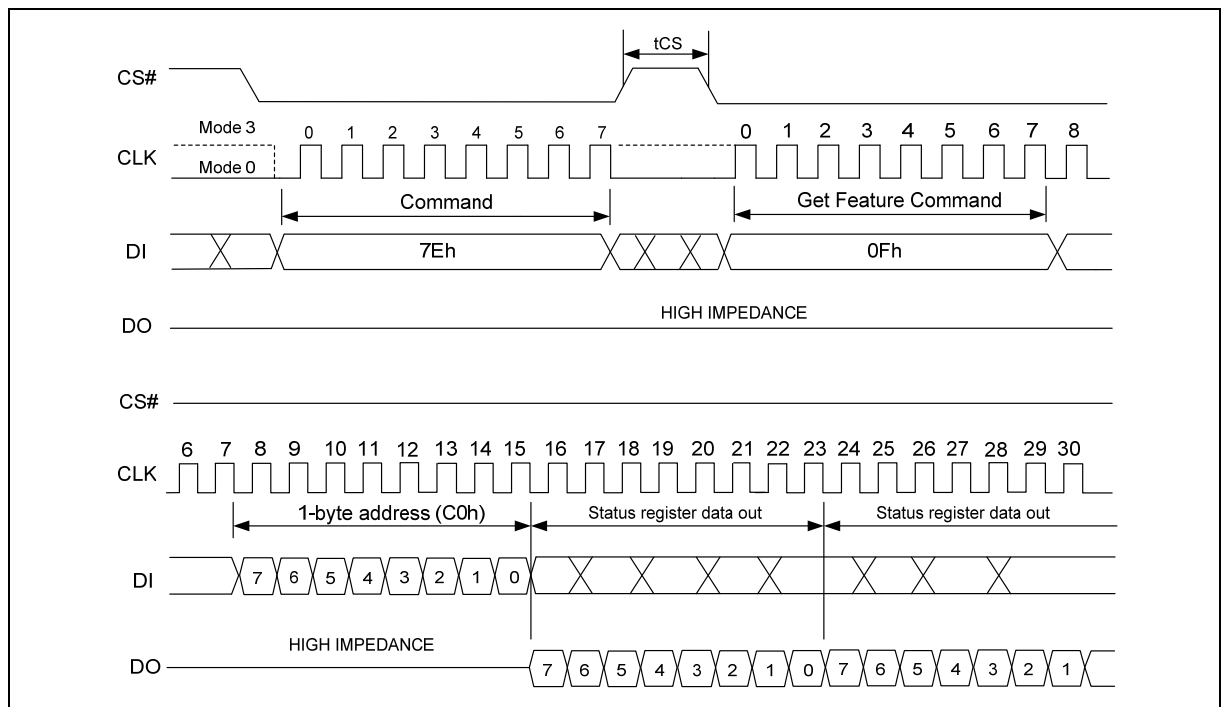 tCS
CS#
Mode 3
0 1 2 3 4 5 6 7 0 1 2 3 4 5 6 7 8
CLK
Mode 0
Command Get Feature Command
DI 7Eh 0Fh
HIGH IMPEDANCE
DO
CS#
6 7 8 9 10 11 12 13 14 15 16 17 18 19 20 21 22 23 24 25 26 27 28 29 30
CLK
1-byte address (C0h) Status register data out Status register data out
DI 7 6 5 4 3 2 1 0
HIGH IMPEDANCE
DO 7 6 5 4 3 2 1 0 7 6 5 4 3 2 1